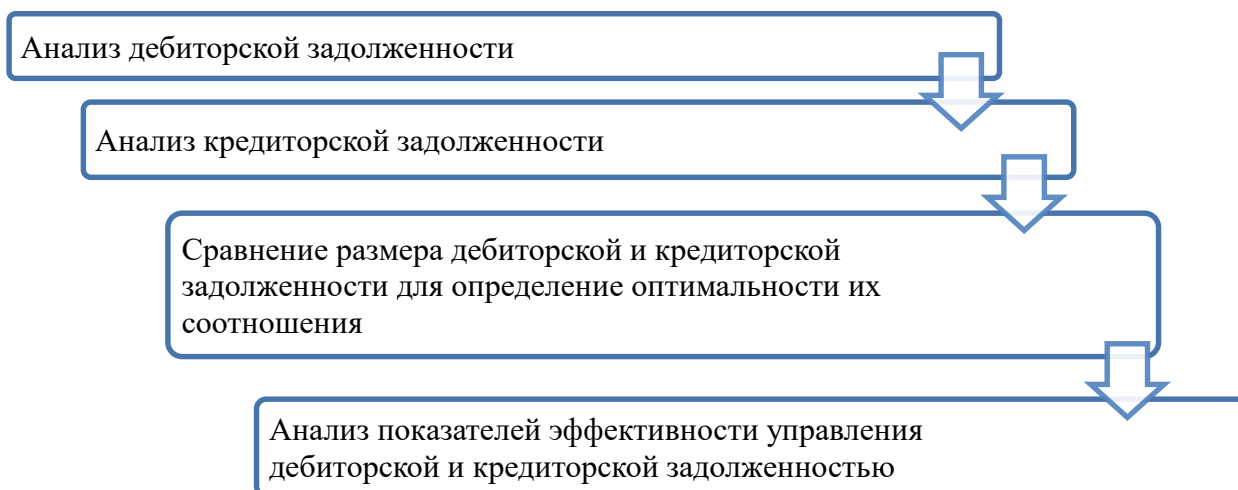 Анализ дебиторской задолженности
Анализ кредиторской задолженности
Сравнение размера дебиторской и кредиторской
задолженности для определение оптимальности их
соотношения
Анализ показателей эффективности управления
дебиторской и кредиторской задолженностью